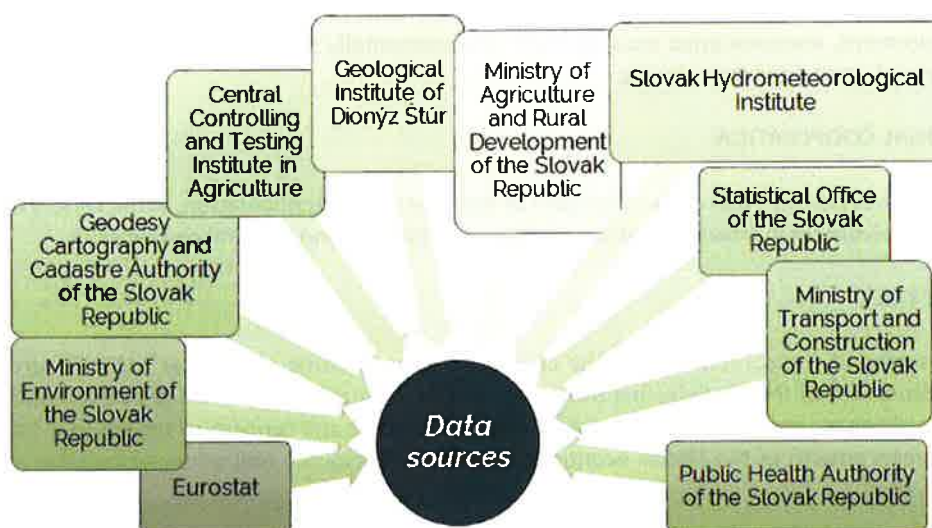 Geological
Institute of
Dionýz Štúr
Ministry of
Agriculture
and Rural
Development
of the Slovak
Republic
Slovak Hydrometeorological
Institute
Central
Controlling
and Testing
Institute in
Agriculture
Statistical Office
of the Slovak
Republic
Geodesy
Cartography and
Cadastre Authority
of the Slovak
Republic
Ministry of
Transport and
Construction
of the Slovak
Republic
Ministry of
Environment of
the Slovak
Republic
Data
sources
Eurostat
Public Health Authority
of the Slovak Republic